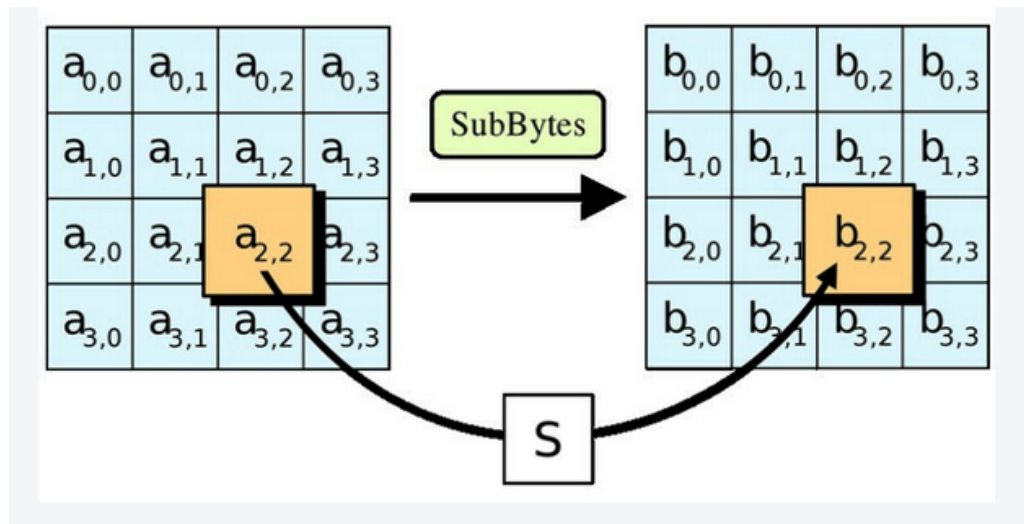 a0,0 a0,1 a0,2 a0,3
b0,0 b0,1 b0,2 b0,3
SubBytes
a1,0 a1,1 a1,2 a1,3
b1,0 b1,1 b1,2 b1,3
a2,0 a2,1 a2,2 a2,3
b2,0 b2,1 b2,2 b2,3
a3,0 a3,1 a3,2 a3,3
b3,0 b3,1 b3,2 b3,3
S